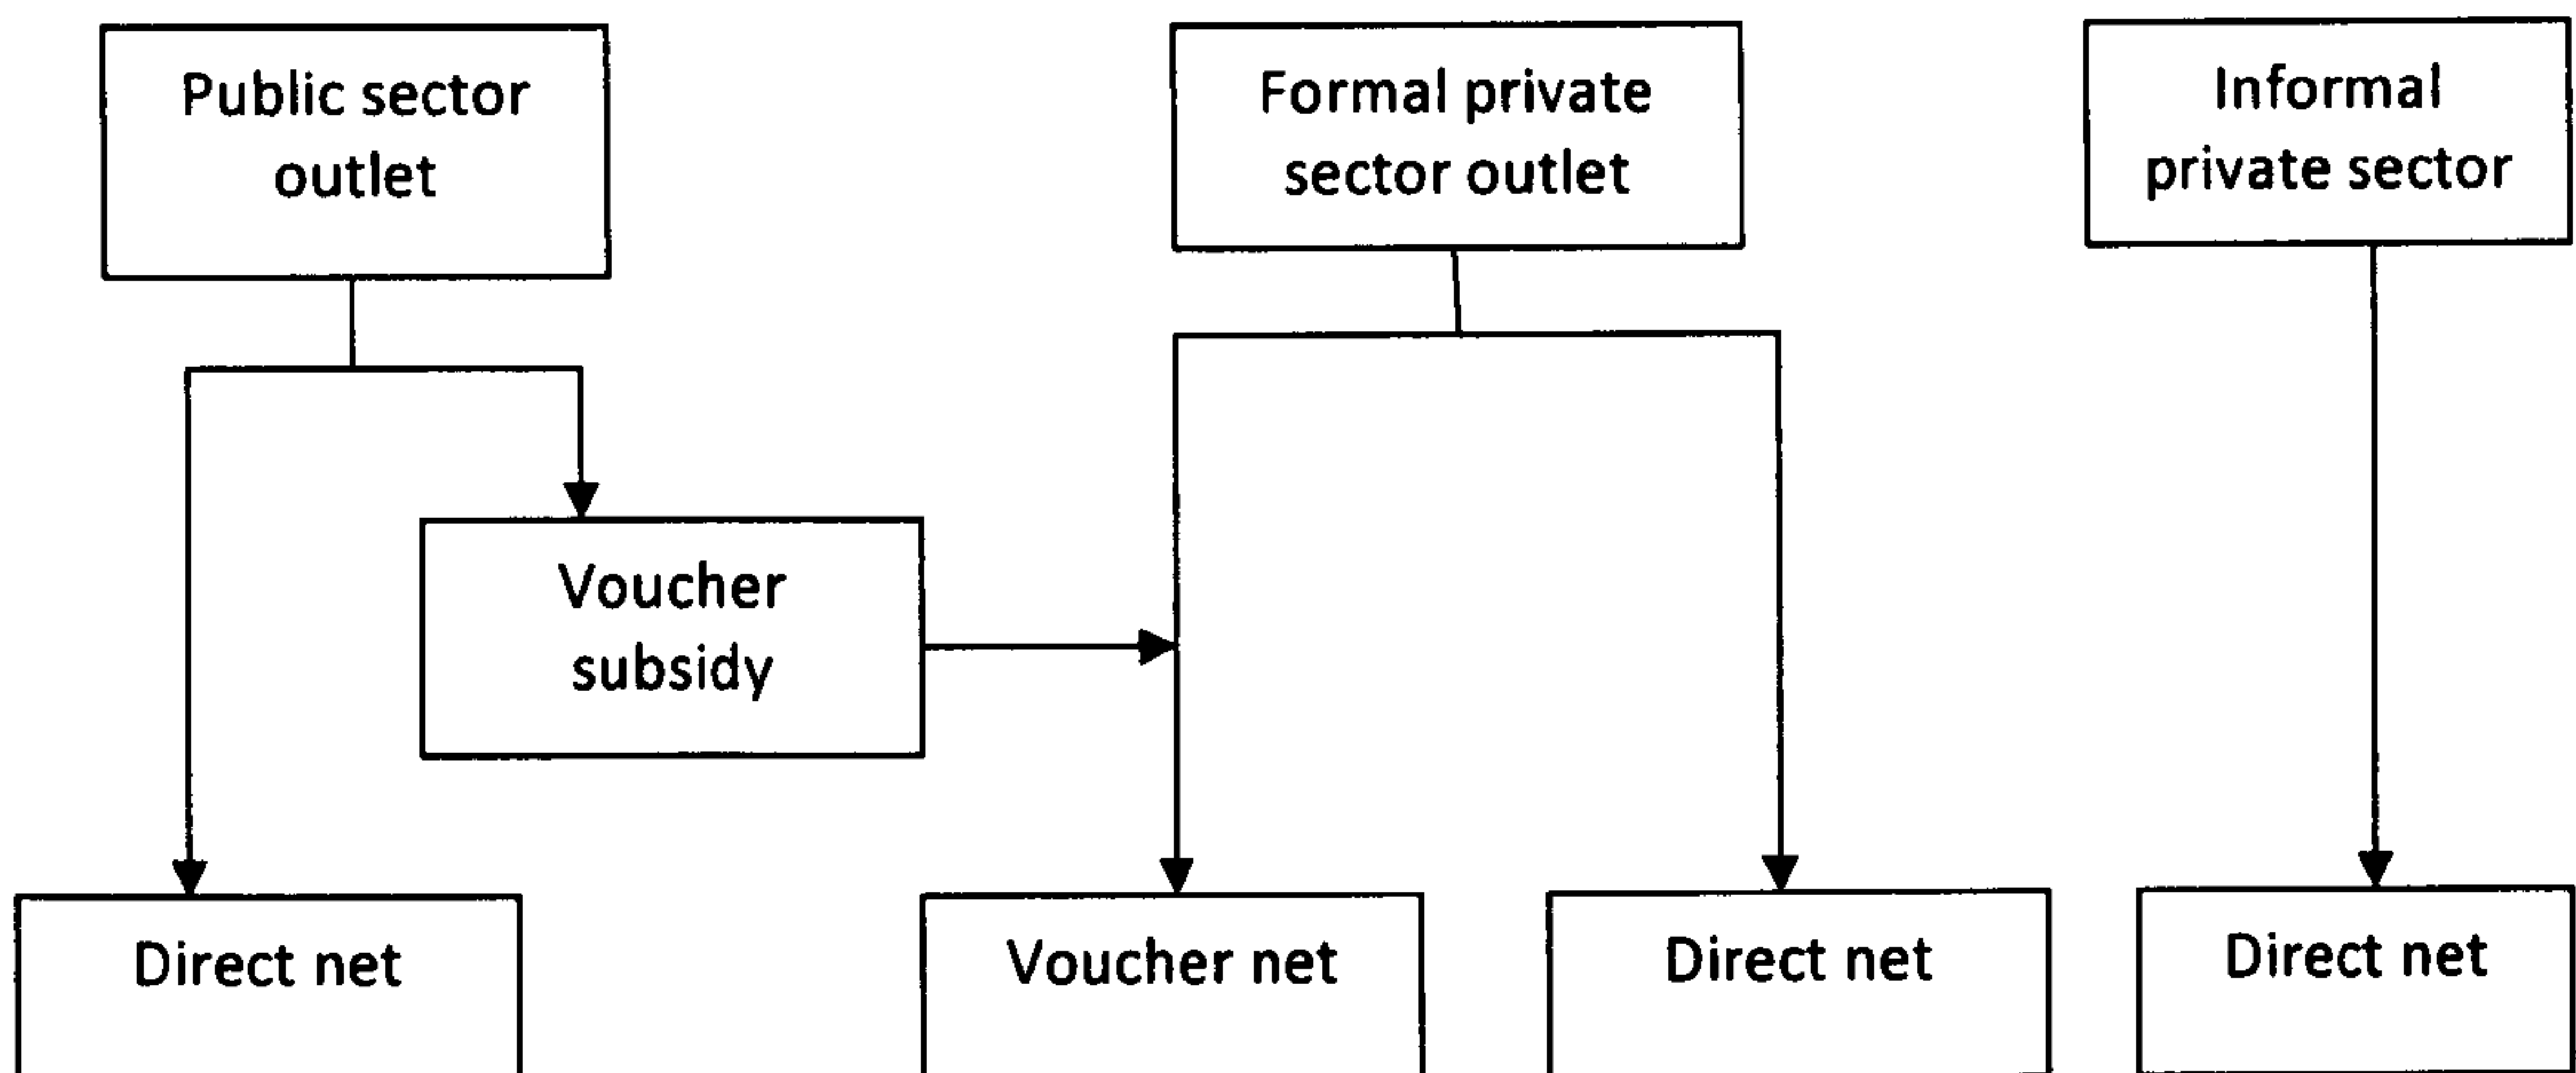 Public sector
outlet
Formal private
sector outlet
Informal
private sector
Voucher
subsidy
Direct net
Voucher net
Direct net
Direct net